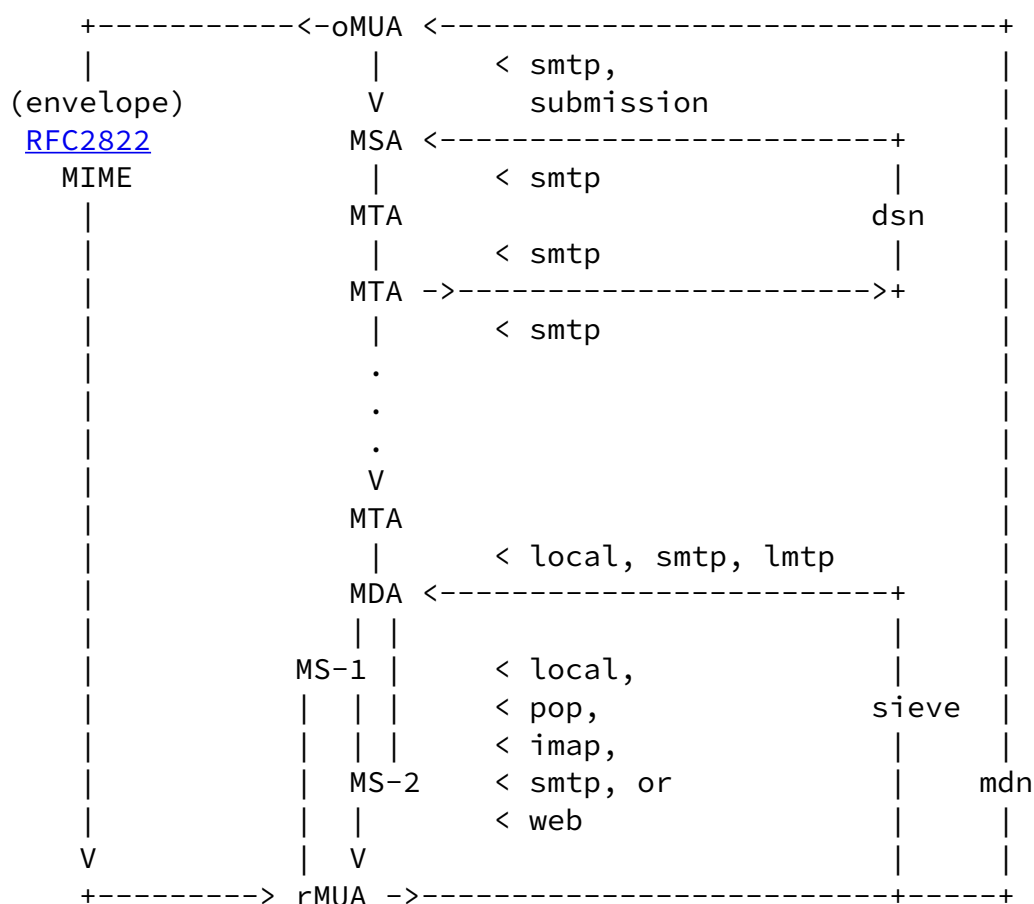 +-----------<-oMUA <--------------------------------+
|                |       < smtp,                     |
(envelope)       V         submission                |
RFC2822         MSA <-------------------------+      |
MIME             |       < smtp               |      |
|               MTA                          dsn     |
|                |       < smtp               |      |
|               MTA ->----------------------->+      |
|                |       < smtp                      |
|                .                                   |
|                .                                   |
|                .                                   |
|                V                                   |
|               MTA                                  |
|                |       < local, smtp, lmtp         |
|               MDA <-------------------------+      |
|               | |                           |      |
|            MS-1 |       < local,            |      |
|            |  | |       < pop,            sieve    |
|            |  | |       < imap,             |      |
|            |  MS-2      < smtp, or          |     mdn
|            |  |         < web               |      |
V            |  V                             |      |
+----------> rMUA ->--------------------------+------+